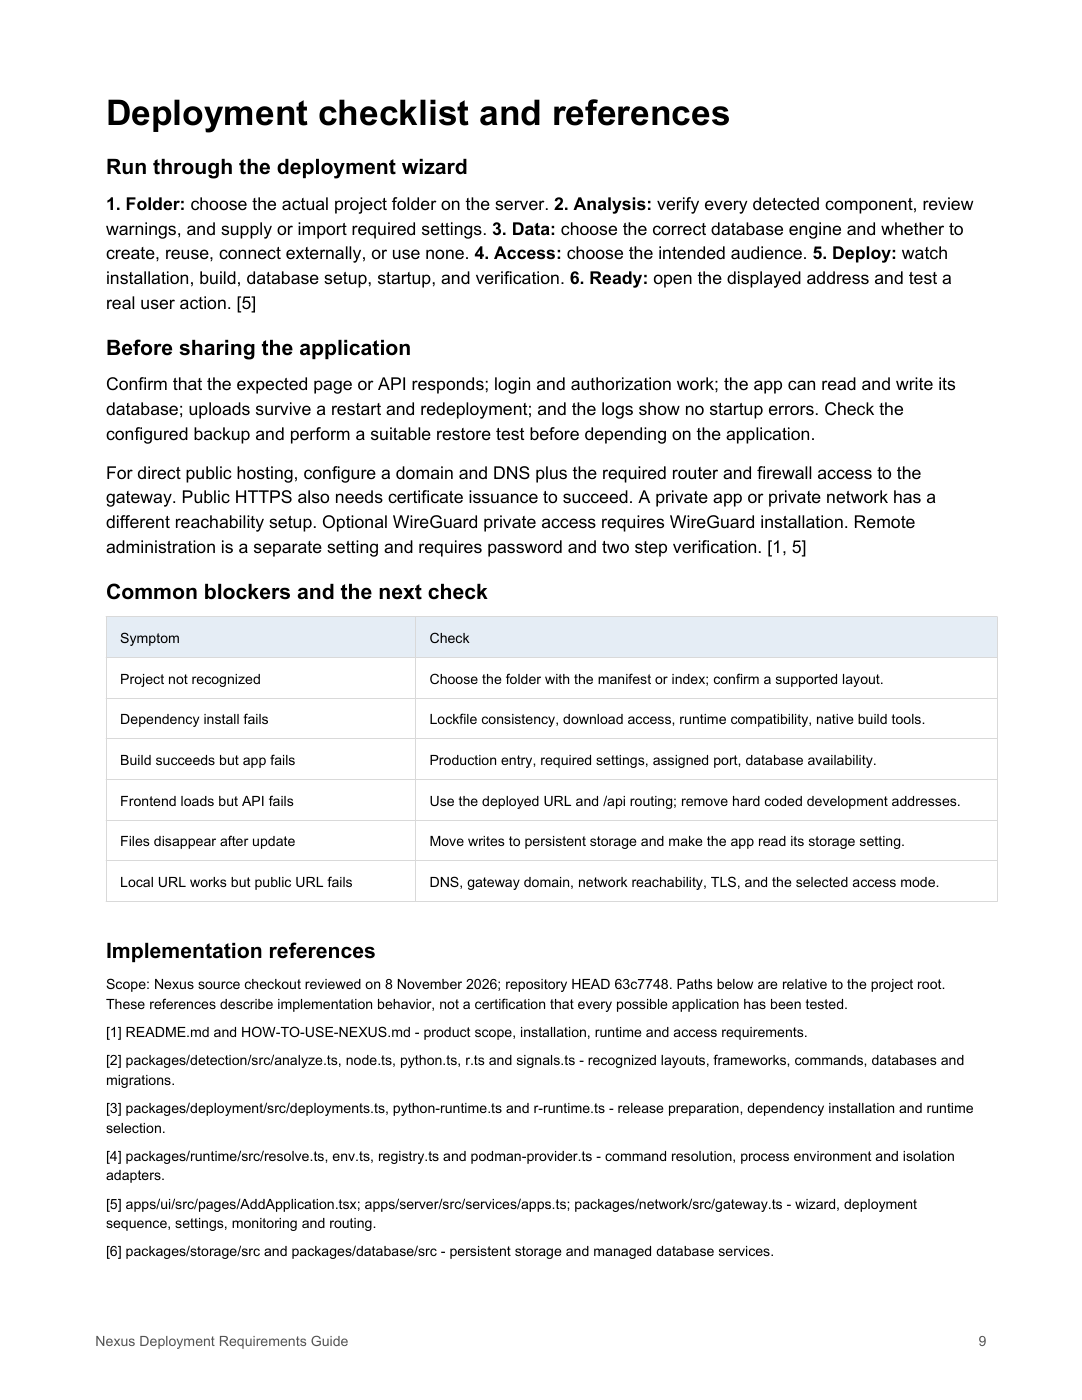 Deployment checklist and references
Run through the deployment wizard
1. Folder: choose the actual project folder on the server. 2. Analysis: verify every detected component, review
warnings, and supply or import required settings. 3. Data: choose the correct database engine and whether to
create, reuse, connect externally, or use none. 4. Access: choose the intended audience. 5. Deploy: watch
installation, build, database setup, startup, and verification. 6. Ready: open the displayed address and test a
real user action. [5]
Before sharing the application
Confirm that the expected page or API responds; login and authorization work; the app can read and write its
database; uploads survive a restart and redeployment; and the logs show no startup errors. Check the
configured backup and perform a suitable restore test before depending on the application.
For direct public hosting, configure a domain and DNS plus the required router and firewall access to the
gateway. Public HTTPS also needs certificate issuance to succeed. A private app or private network has a
different reachability setup. Optional WireGuard private access requires WireGuard installation. Remote
administration is a separate setting and requires password and two step verification. [1, 5]
Common blockers and the next check
Symptom Check
Project not recognized Choose the folder with the manifest or index; confirm a supported layout.
Dependency install fails Lockfile consistency, download access, runtime compatibility, native build tools.
Build succeeds but app fails Production entry, required settings, assigned port, database availability.
Frontend loads but API fails Use the deployed URL and /api routing; remove hard coded development addresses.
Files disappear after update Move writes to persistent storage and make the app read its storage setting.
Local URL works but public URL fails DNS, gateway domain, network reachability, TLS, and the selected access mode.
Implementation references
Scope: Nexus source checkout reviewed on 8 November 2026; repository HEAD 63c7748. Paths below are relative to the project root.
These references describe implementation behavior, not a certification that every possible application has been tested.
[1] README.md and HOW-TO-USE-NEXUS.md - product scope, installation, runtime and access requirements.
[2] packages/detection/src/analyze.ts, node.ts, python.ts, r.ts and signals.ts - recognized layouts, frameworks, commands, databases and
migrations.
[3] packages/deployment/src/deployments.ts, python-runtime.ts and r-runtime.ts - release preparation, dependency installation and runtime
selection.
[4] packages/runtime/src/resolve.ts, env.ts, registry.ts and podman-provider.ts - command resolution, process environment and isolation
adapters.
[5] apps/ui/src/pages/AddApplication.tsx; apps/server/src/services/apps.ts; packages/network/src/gateway.ts - wizard, deployment
sequence, settings, monitoring and routing.
[6] packages/storage/src and packages/database/src - persistent storage and managed database services.
Nexus Deployment Requirements Guide 9